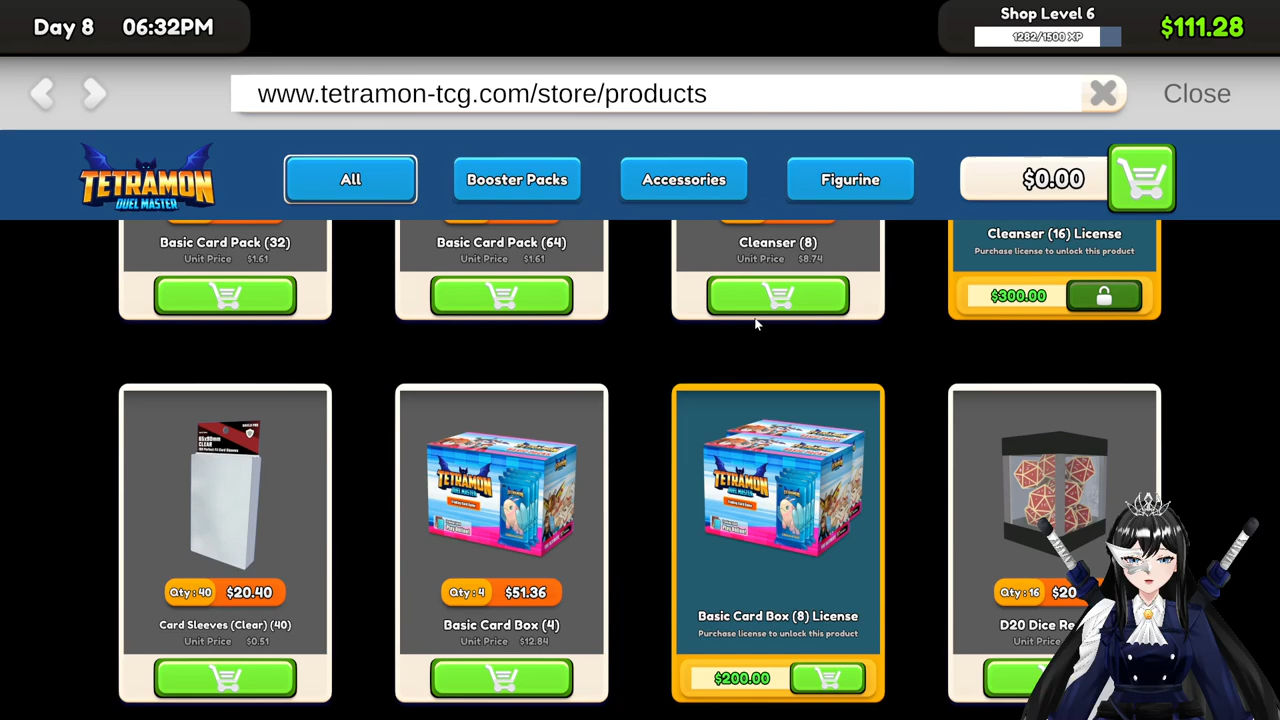 Day 8 06:32PM
Shop Level 6
1282/1500 XP
$111.28
www.tetramon-tcg.com/store/products
Close
TETRAMON
DUEL MASTER
All
Booster Packs
Accessories
Figurine
$0.00
Basic Card Pack (32)
Unit Price $1.61
Basic Card Pack (64)
Unit Price $1.61
Cleanser (8)
Unit Price $8.74
Cleanser (16) License
Purchase license to unlock this product
$300.00
CLEAR
TETRAMON
TETRAMON
Qty : 40 $20.40
Card Sleeves (Clear) (40)
Unit Price $0.51
Qty : 4 $51.36
Basic Card Box (4)
Unit Price $12.84
Basic Card Box (8) License
Purchase license to unlock this product
$200.00
Qty : 16 $20
D20 Dice Re
Unit Price